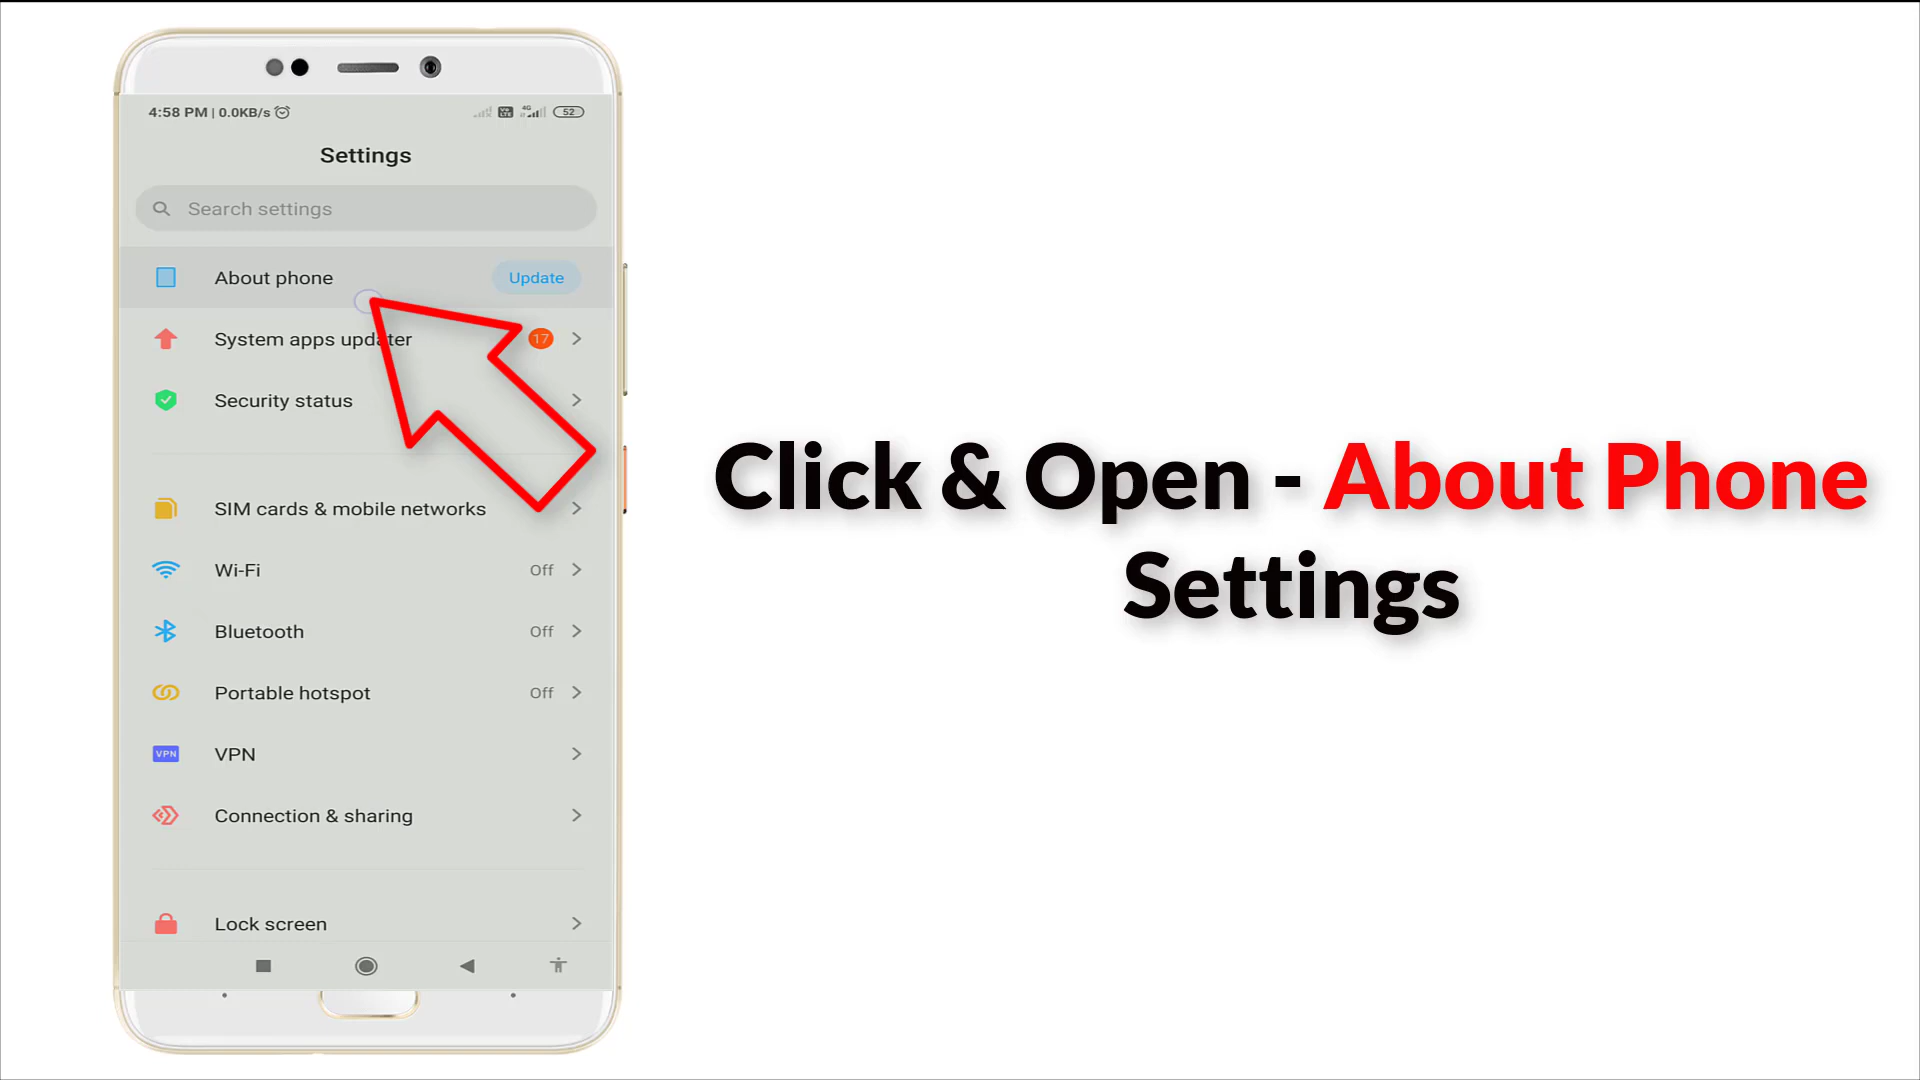 4:58 PM | 0.0KB/s 4G 52
Settings
Search settings
About phone Update
System apps updater 17
Security status
SIM cards & mobile networks
Wi-Fi Off
Bluetooth Off
Portable hotspot Off
VPN VPN
Connection & sharing
Lock screen
Click & Open - About Phone
Settings